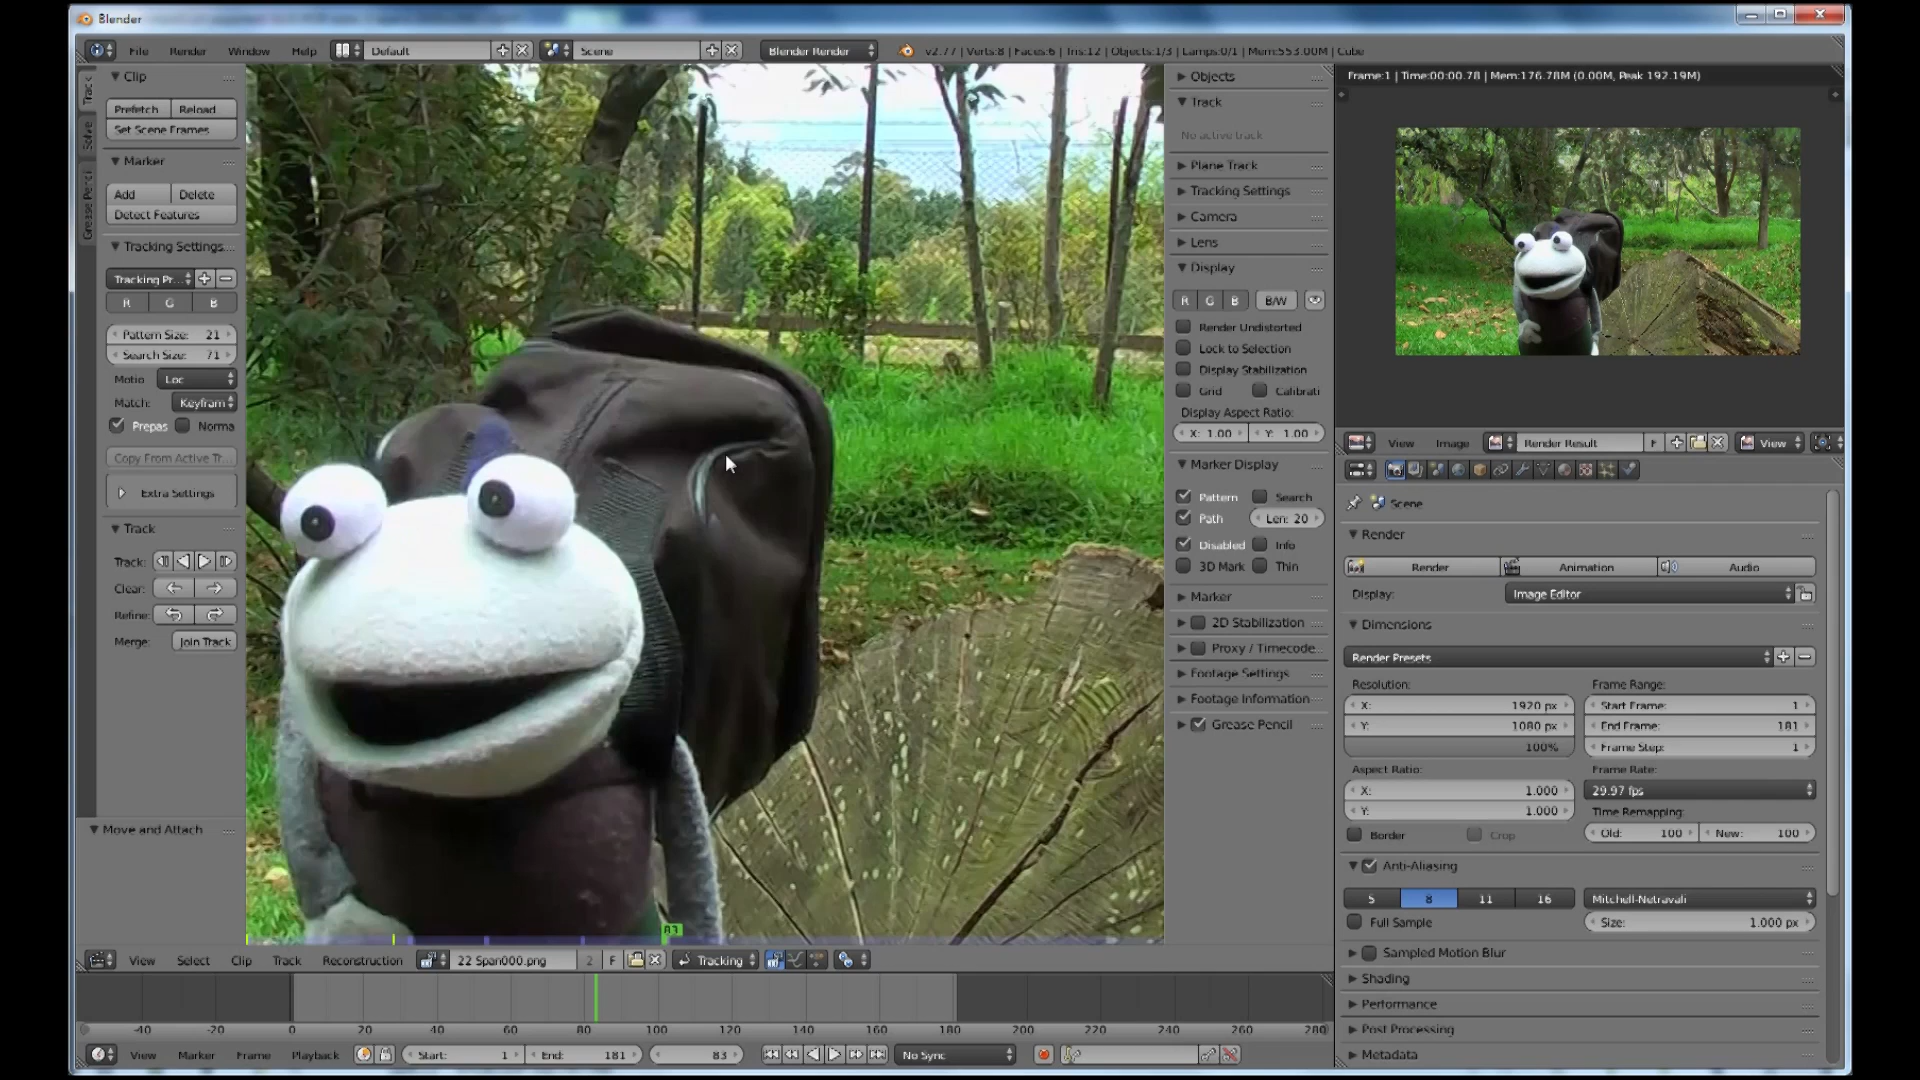 Blender
File Render Window Help Default Scene Blender Render v2.77 | Verts:8 | Faces:6 | Tris:12 | Objects:1/3 | Lamps:0/1 | Mem:553.00M | Cube
Clip
Prefetch Reload
Set Scene Frames
Marker
Add Delete
Detect Features
Tracking Settings
Tracking Pr...
R G B
Pattern Size: 21
Search Size: 71
Motio Loc
Match: Keyfram
Prepas Norma
Copy From Active Tr...
Extra Settings
Track
Track:
Clear:
Refine:
Merge: Join Track
Move and Attach
Track
Solve
Grease Pencil
83
Objects
Track
No active track
Plane Track
Tracking Settings
Camera
Lens
Display
R G B B/W
Render Undistorted
Lock to Selection
Display Stabilization
Grid Calibrati
Display Aspect Ratio:
X: 1.00 Y: 1.00
Marker Display
Pattern Search
Path Len: 20
Disabled Info
3D Mark Thin
Marker
2D Stabilization
Proxy / Timecode...
Footage Settings
Footage Information
Grease Pencil
Frame:1 | Time:00:00.78 | Mem:176.78M (0.00M, Peak 192.19M)
View Image Render Result F View
Scene
Render
Render Animation Audio
Display: Image Editor
Dimensions
Render Presets
Resolution: Frame Range:
X: 1920 px Start Frame: 1
Y: 1080 px End Frame: 181
100% Frame Step: 1
Aspect Ratio: Frame Rate:
X: 1.000 29.97 fps
Y: 1.000 Time Remapping:
Border Crop Old: 100 New: 100
Anti-Aliasing
5 8 11 16 Mitchell-Netravali
Full Sample Size: 1.000 px
Sampled Motion Blur
Shading
Performance
Post Processing
Metadata
View Select Clip Track Reconstruction 22 Span000.png 2 F Tracking
-40 -20 0 20 40 60 80 100 120 140 160 180 200 220 240 260 280
View Marker Frame Playback Start: 1 End: 181 83 No Sync